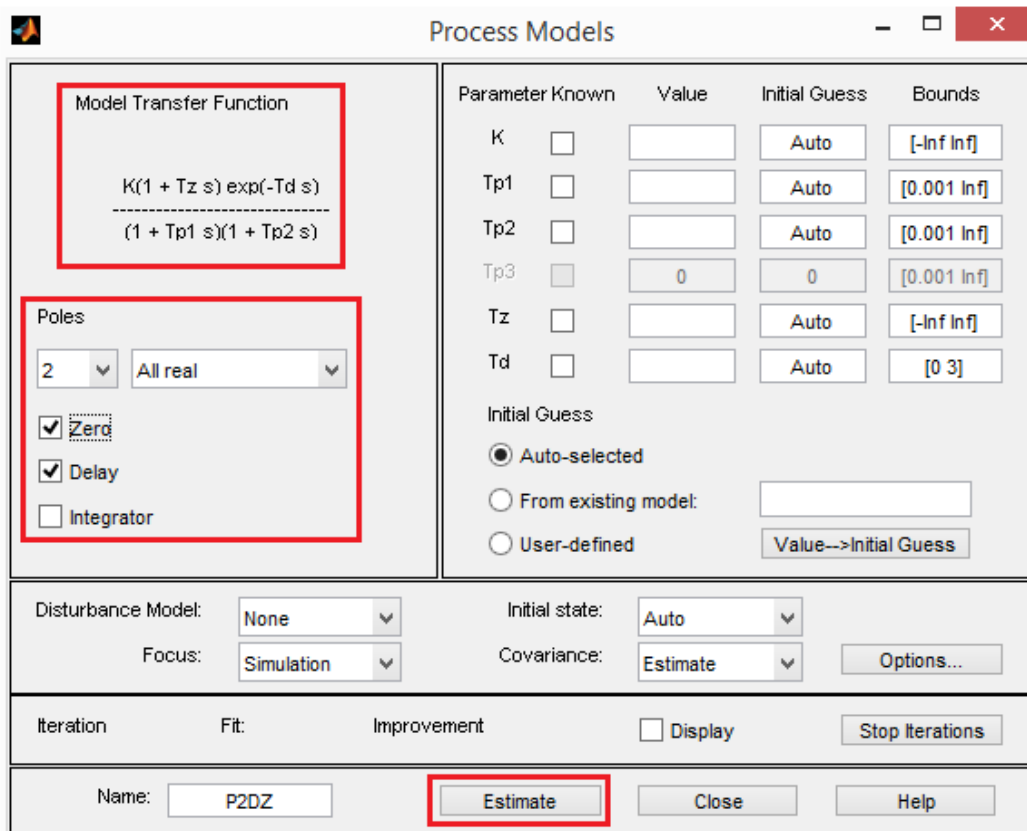 Process Models
Model Transfer Function
K(1 + Tz s) exp(-Td s)
------------------------------
(1 + Tp1 s)(1 + Tp2 s)
Poles
2 All real
Zero
Delay
Integrator
Parameter Known Value Initial Guess Bounds
K Auto [-Inf Inf]
Tp1 Auto [0.001 Inf]
Tp2 Auto [0.001 Inf]
Tp3 0 0 [0.001 Inf]
Tz Auto [-Inf Inf]
Td Auto [0 3]
Initial Guess
Auto-selected
From existing model:
User-defined Value-->Initial Guess
Disturbance Model: None Initial state: Auto
Focus: Simulation Covariance: Estimate Options...
Iteration Fit: Improvement Display Stop Iterations
Name: P2DZ Estimate Close Help